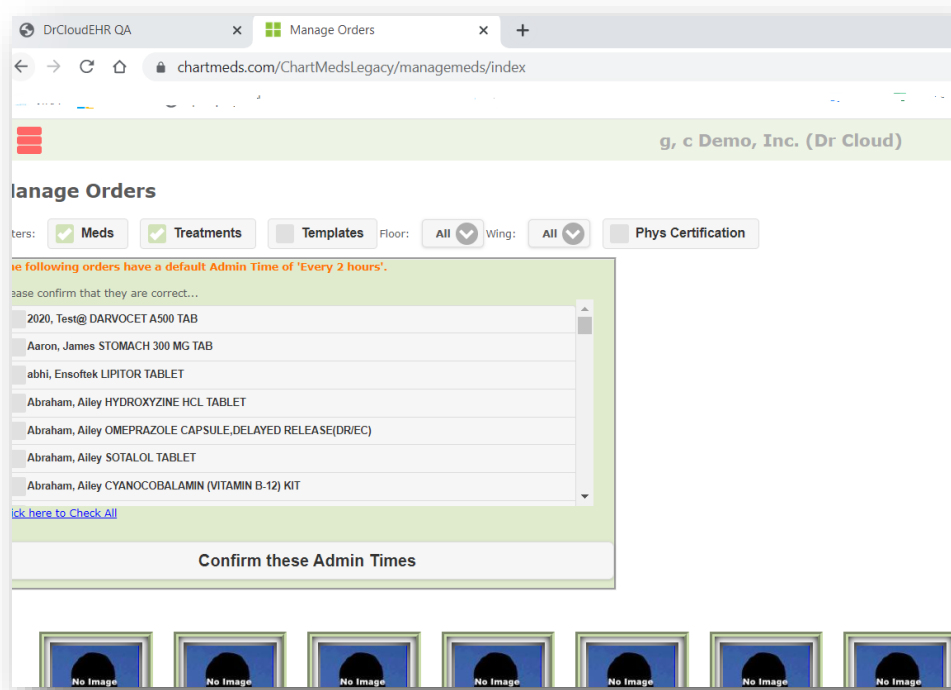 DrCloudEHR QA
Manage Orders
chartmeds.com/ChartMedsLegacy/managemeds/index
g, c Demo, Inc. (Dr Cloud)
lanage Orders
ters: Meds Treatments Templates Floor: All Wing: All Phys Certification
he following orders have a default Admin Time of 'Every 2 hours'.
ease confirm that they are correct...
2020, Test@ DARVOCET A500 TAB
Aaron, James STOMACH 300 MG TAB
abhi, Ensoftek LIPITOR TABLET
Abraham, Ailey HYDROXYZINE HCL TABLET
Abraham, Ailey OMEPRAZOLE CAPSULE,DELAYED RELEASE(DR/EC)
Abraham, Ailey SOTALOL TABLET
Abraham, Ailey CYANOCOBALAMIN (VITAMIN B-12) KIT
ick here to Check All
Confirm these Admin Times
No Image No Image No Image No Image No Image No Image No Image